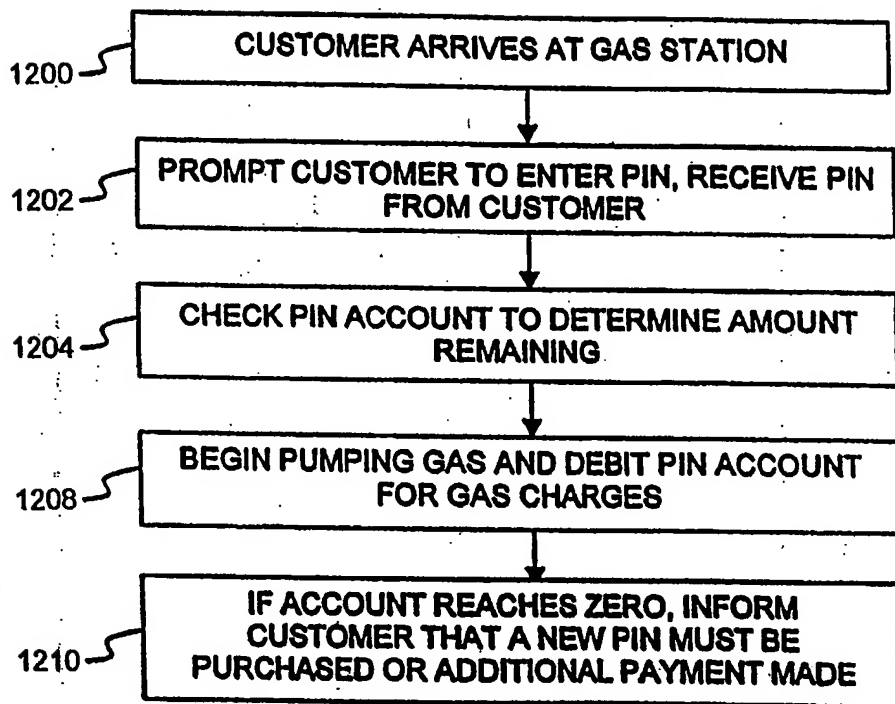 CUSTOMER ARRIVES AT GAS STATION
1200
PROMPT CUSTOMER TO ENTER PIN, RECEIVE PIN
FROM CUSTOMER
1202
CHECK PIN ACCOUNT TO DETERMINE AMOUNT
REMAINING
1204
BEGIN PUMPING GAS AND DEBIT PIN ACCOUNT
FOR GAS CHARGES
1208
IF ACCOUNT REACHES ZERO, INFORM
CUSTOMER THAT A NEW PIN MUST BE
PURCHASED OR ADDITIONAL PAYMENT MADE
1210